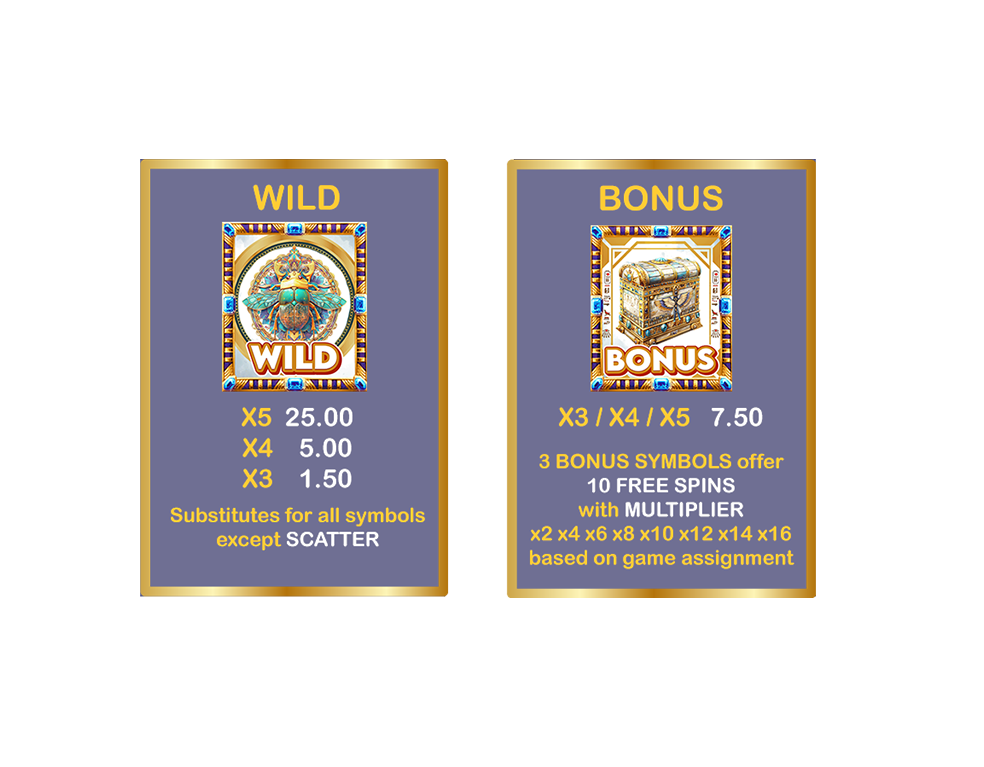 WILD
WILD
X5 25.00
X4 5.00
X3 1.50
Substitutes for all symbols
except SCATTER
BONUS
BONUS
X3 / X4 / X5 7.50
3 BONUS SYMBOLS offer
10 FREE SPINS
with MULTIPLIER
x2 x4 x6 x8 x10 x12 x14 x16
based on game assignment